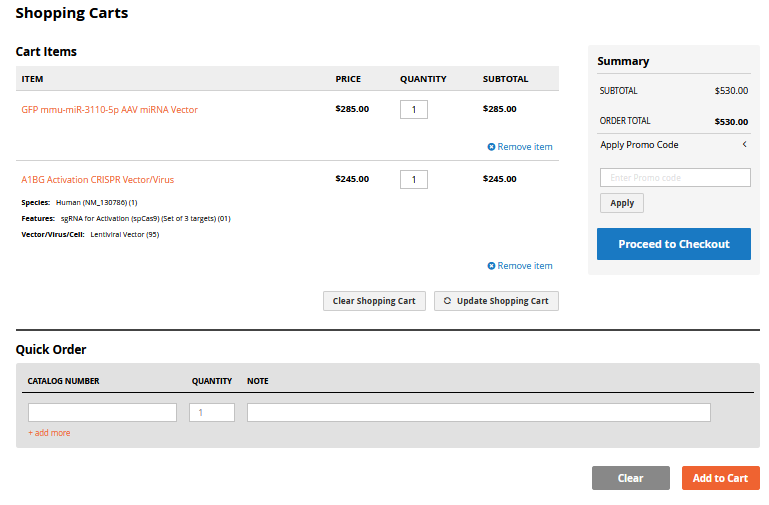 Shopping Carts
Cart Items
ITEM PRICE QUANTITY SUBTOTAL
GFP mmu-miR-3110-5p AAV miRNA Vector $285.00 1 $285.00
Remove item
A1BG Activation CRISPR Vector/Virus $245.00 1 $245.00
Species: Human (NM_130786) (1)
Features: sgRNA for Activation (spCas9) (Set of 3 targets) (01)
Vector/Virus/Cell: Lentiviral Vector (95)
Remove item
Clear Shopping Cart Update Shopping Cart
Summary
SUBTOTAL $530.00
ORDER TOTAL $530.00
Apply Promo Code
Enter Promo code
Apply
Proceed to Checkout
Quick Order
CATALOG NUMBER QUANTITY NOTE
1
+ add more
Clear Add to Cart